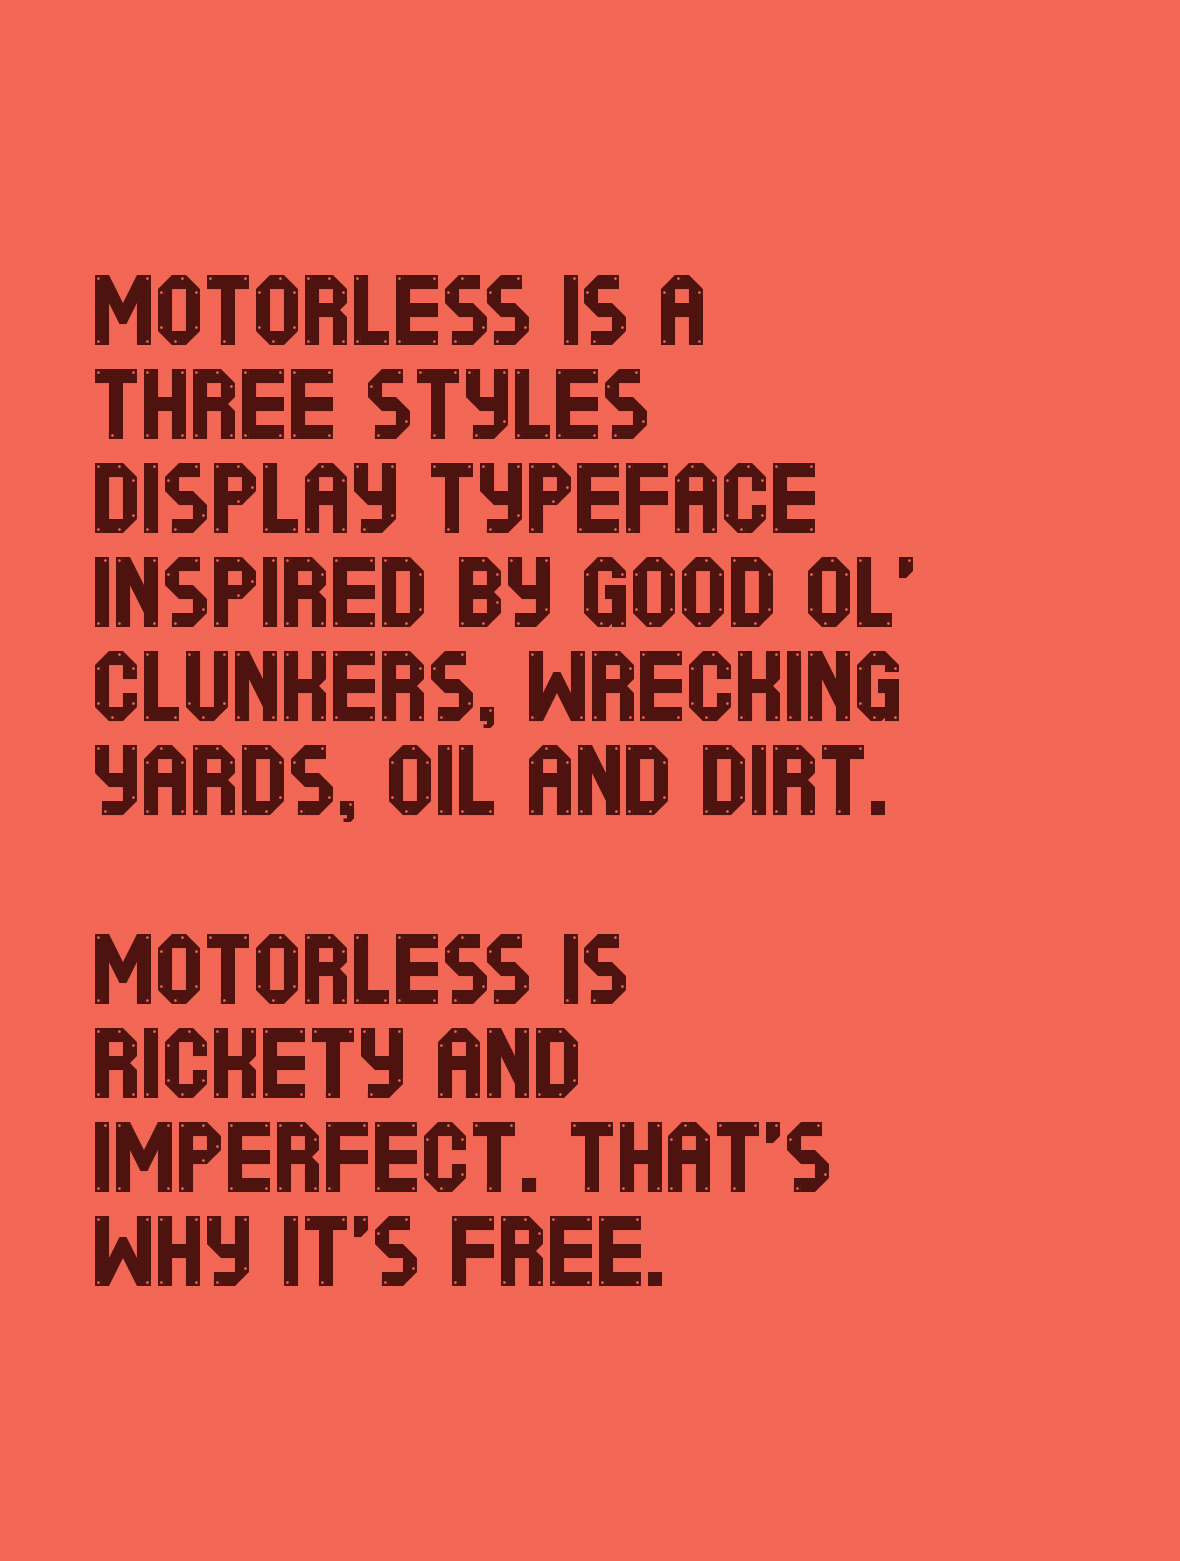 MOTORLESS IS A
THREE STYLES
DISPLAY TYPEFACE
INSPIRED BY GOOD OL'
CLUNKERS, WRECKING
YARDS, OIL AND DIRT.
MOTORLESS IS
RICKETY AND
IMPERFECT. THAT'S
WHY IT'S FREE.